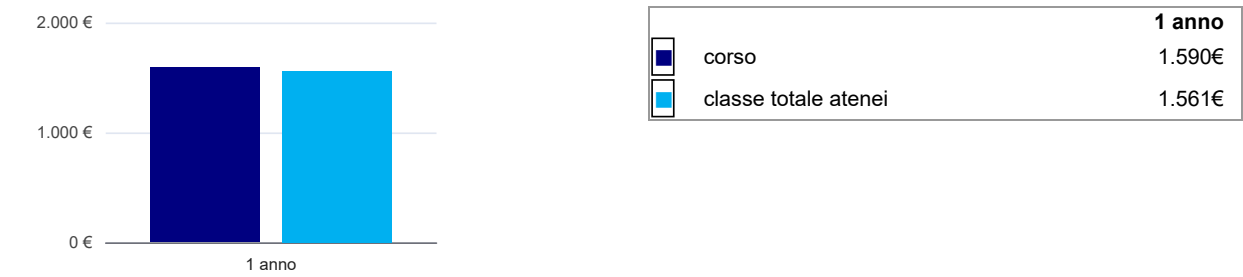 2.000 €
1.000 €
0 €
1 anno
1 anno
corso 1.590€
classe totale atenei 1.561€